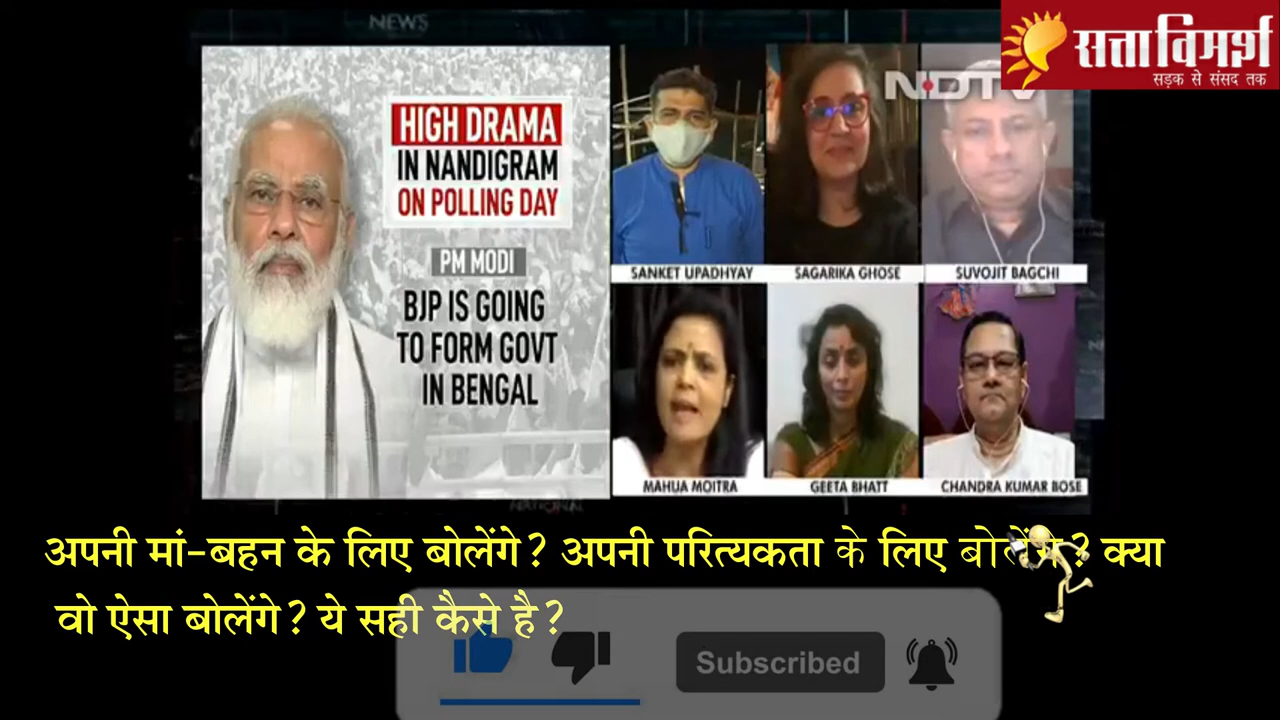 NEWS
सत्ता विमर्श
सड़क से संसद तक
NDTV
HIGH DRAMA
IN NANDIGRAM
ON POLLING DAY
PM MODI
BJP IS GOING
TO FORM GOVT
IN BENGAL
SANKET UPADHYAY
SAGARIKA GHOSE
SUVOJIT BAGCHI
MAHUA MOITRA
GEETA BHATT
CHANDRA KUMAR BOSE
NATIONAL
अपनी मां-बहन के लिए बोलेंगे? अपनी परित्यकता के लिए बोलेंगे? क्या
वो ऐसा बोलेंगे? ये सही कैसे है?
Subscribed